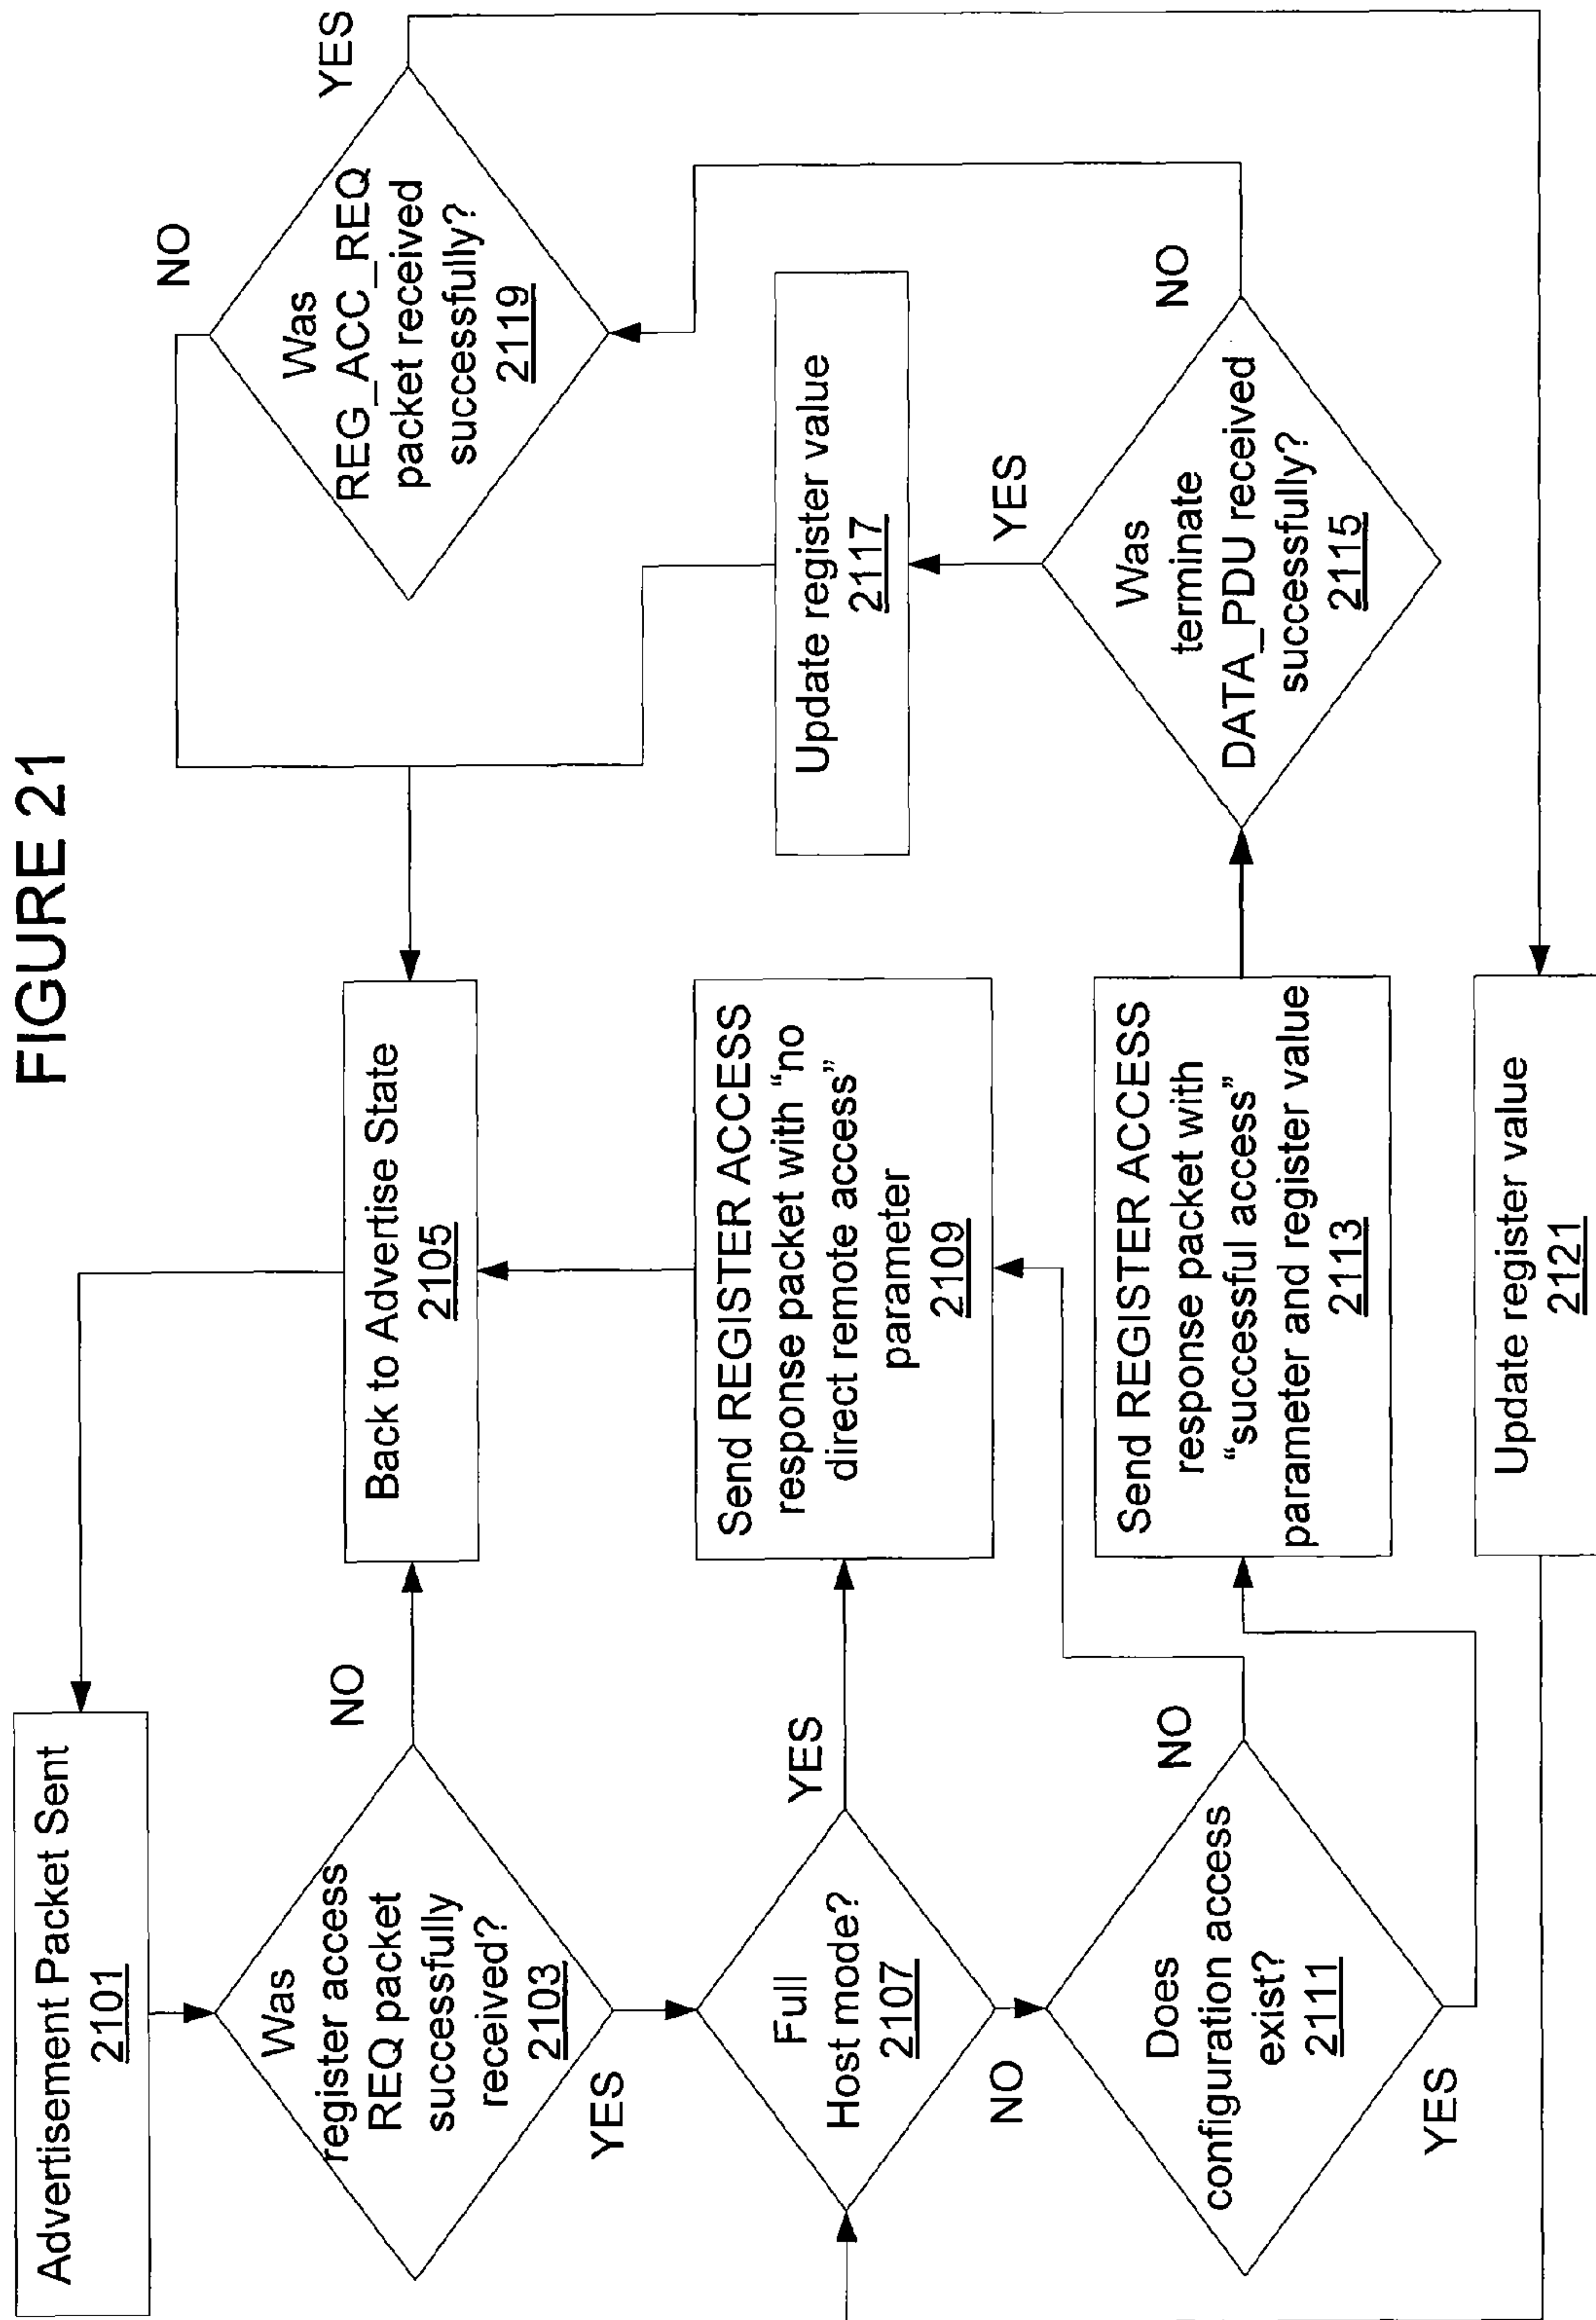 FIGURE 21
Advertisement Packet Sent
2101
Was
register access
REQ packet
successfully
received?
2103
NO
YES
Back to Advertise State
2105
Full
Host mode?
2107
YES
NO
Send REGISTER ACCESS
response packet with “no
direct remote access”
parameter
2109
Does
configuration access
exist?
2111
NO
YES
Send REGISTER ACCESS
response packet with
“successful access”
parameter and register value
2113
Was
terminate
DATA_PDU received
successfully?
2115
YES
NO
Update register value
2117
Was
REG_ACC_REQ
packet received
successfully?
2119
NO
YES
Update register value
2121